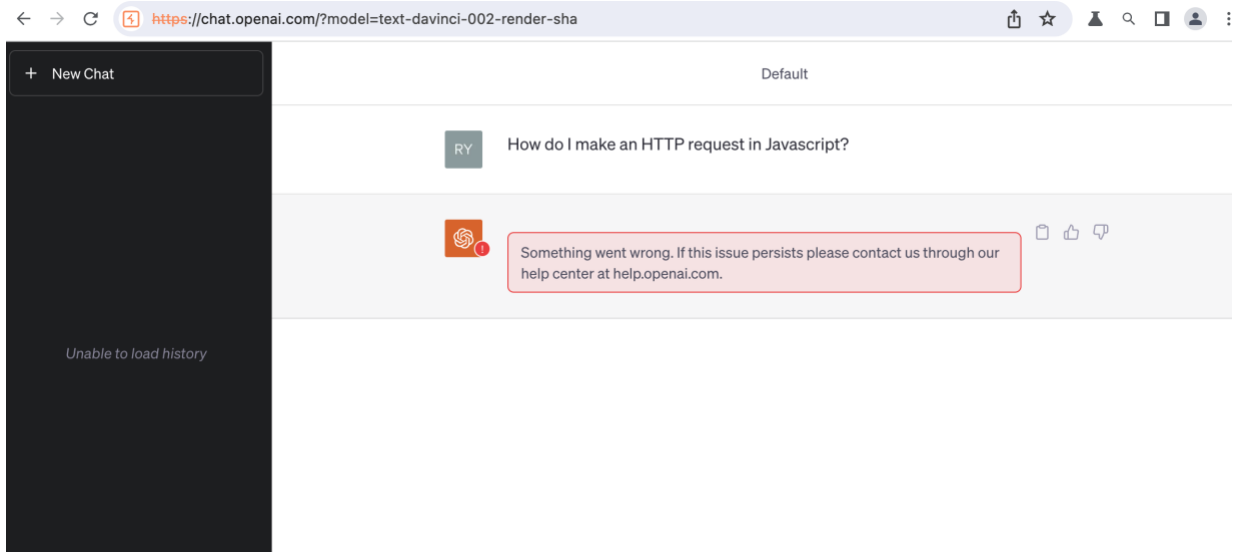 https://chat.openai.com/?model=text-davinci-002-render-sha
+ New Chat
Default
RY
How do I make an HTTP request in Javascript?
Something went wrong. If this issue persists please contact us through our
help center at help.openai.com.
Unable to load history